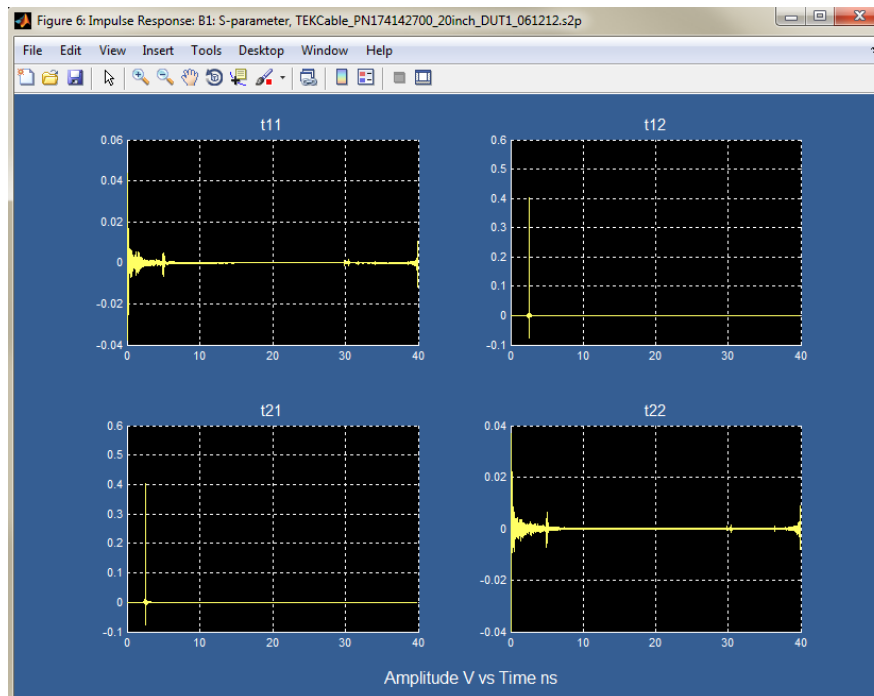 Figure 6: Impulse Response: B1: S-parameter, TEKCable_PN174142700_20inch_DUT1_061212.s2p
File Edit View Insert Tools Desktop Window Help
t11
0.06
0.04
0.02
0
-0.02
-0.04
0 10 20 30 40
t12
0.6
0.5
0.4
0.3
0.2
0.1
0
-0.1
0 10 20 30 40
t21
0.6
0.5
0.4
0.3
0.2
0.1
0
-0.1
0 10 20 30 40
t22
0.04
0.02
0
-0.02
-0.04
0 10 20 30 40
Amplitude V vs Time ns